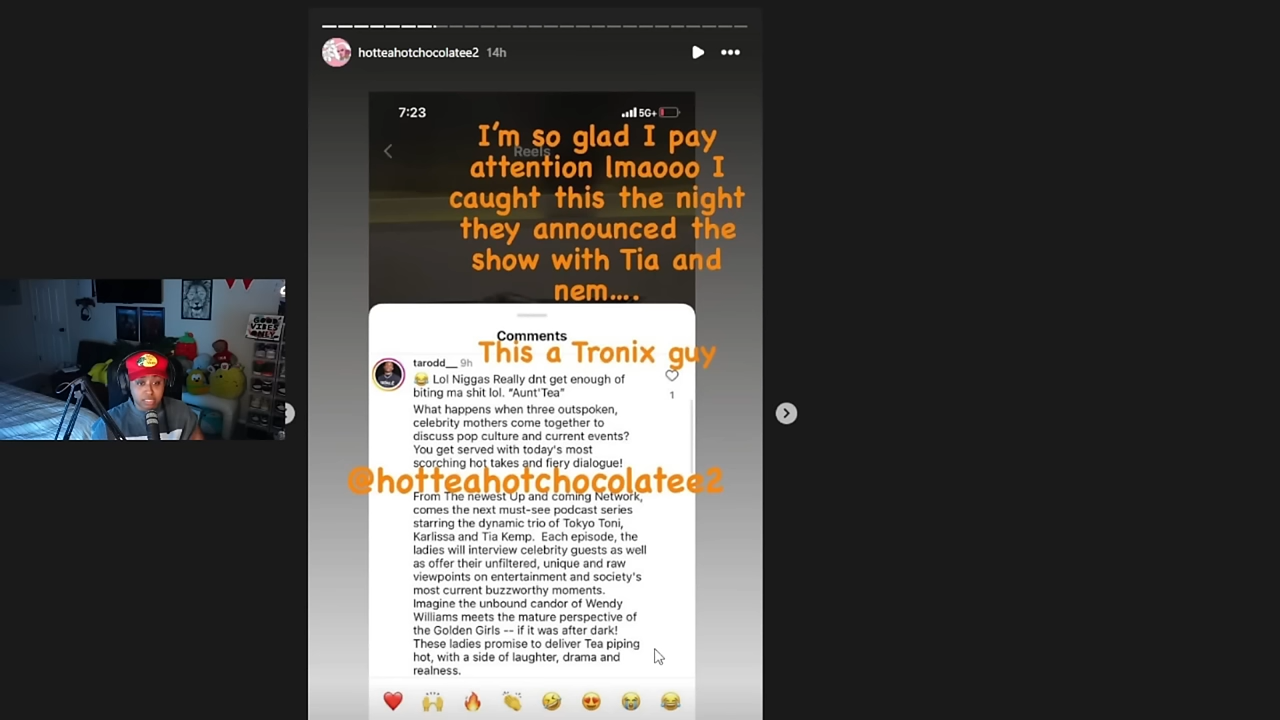 hotteahotchocolatee2 14h
7:23
5G+
Reels
I'm so glad I pay
attention lmaooo I
caught this the night
they announced the
show with Tia and
nem....
Comments
This a Tronix guy
tarodd__ 9h
😂 Lol Niggas Really dnt get enough of
biting ma shit lol. "Aunt'Tea"
1
What happens when three outspoken,
celebrity mothers come together to
discuss pop culture and current events?
You get served with today's most
scorching hot takes and fiery dialogue!
@hotteahotchocolatee2
From The newest Up and coming Network,
comes the next must-see podcast series
starring the dynamic trio of Tokyo Toni,
Karlissa and Tia Kemp. Each episode, the
ladies will interview celebrity guests as well
as offer their unfiltered, unique and raw
viewpoints on entertainment and society's
most current buzzworthy moments.
Imagine the unbound candor of Wendy
Williams meets the mature perspective of
the Golden Girls -- if it was after dark!
These ladies promise to deliver Tea piping
hot, with a side of laughter, drama and
realness.
❤️ 🙌 🔥 👏 🤣 😍 😭 😂
GOOD
VIBES
ONLY